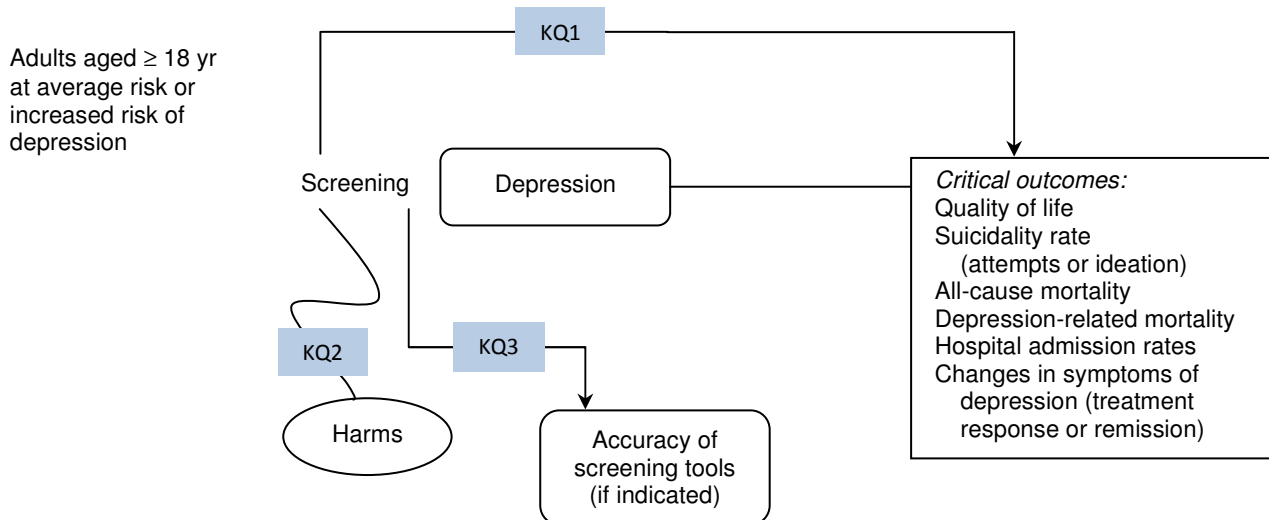 KQ1
Adults aged ≥ 18 yr
at average risk or
increased risk of
depression
Screening
Depression
Critical outcomes:
Quality of life
Suicidality rate
(attempts or ideation)
All-cause mortality
Depression-related mortality
Hospital admission rates
Changes in symptoms of
depression (treatment
response or remission)
KQ2
KQ3
Harms
Accuracy of
screening tools
(if indicated)